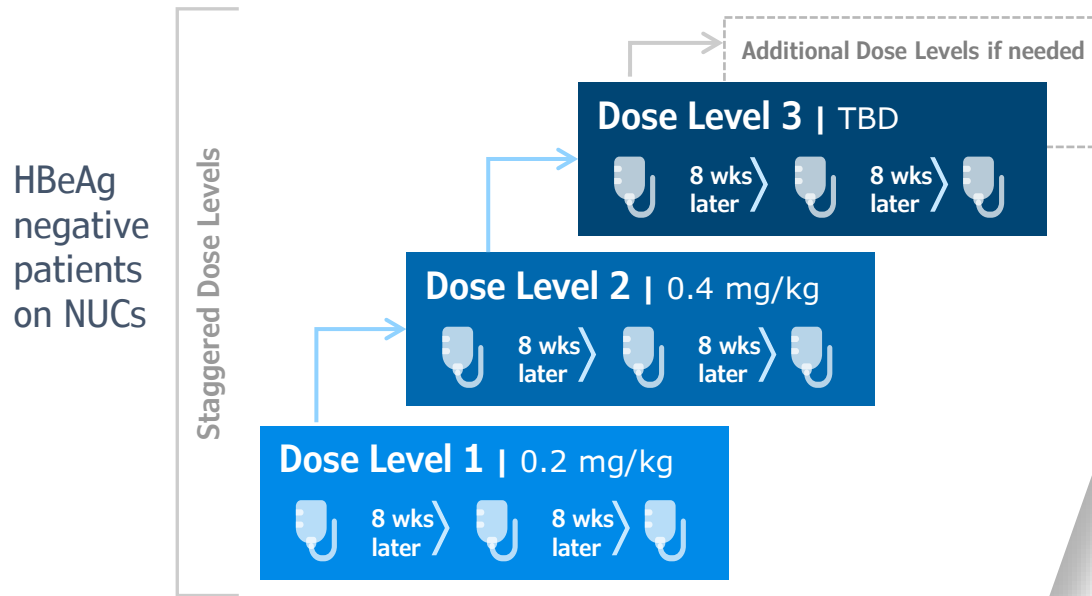 HBeAg
negative
patients
on NUCs
Staggered Dose Levels
Additional Dose Levels if needed
Dose Level 3 | TBD
8 wks
later
8 wks
later
Dose Level 2 | 0.4 mg/kg
8 wks
later
8 wks
later
Dose Level 1 | 0.2 mg/kg
8 wks
later
8 wks
later